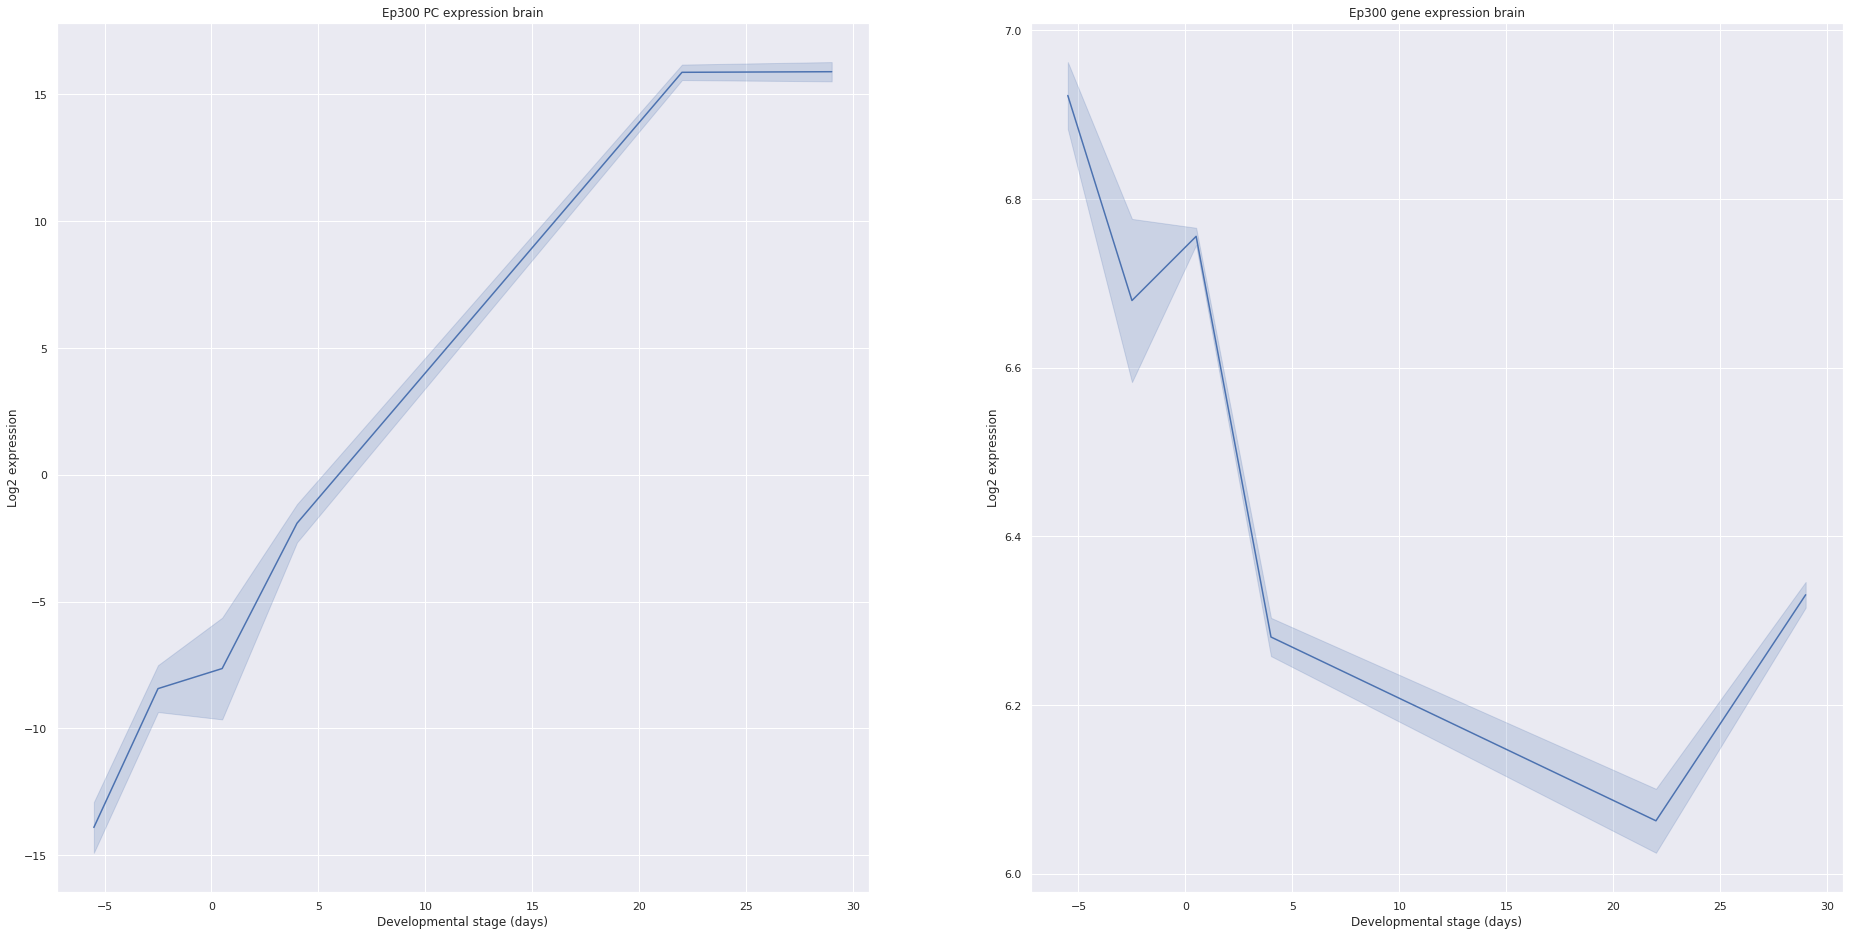 Ep300 PC expression brain
Log2 expression
15
10
5
0
−5
−10
−15
−5 0 5 10 15 20 25 30
Developmental stage (days)
Ep300 gene expression brain
Log2 expression
7.0
6.8
6.6
6.4
6.2
6.0
−5 0 5 10 15 20 25 30
Developmental stage (days)